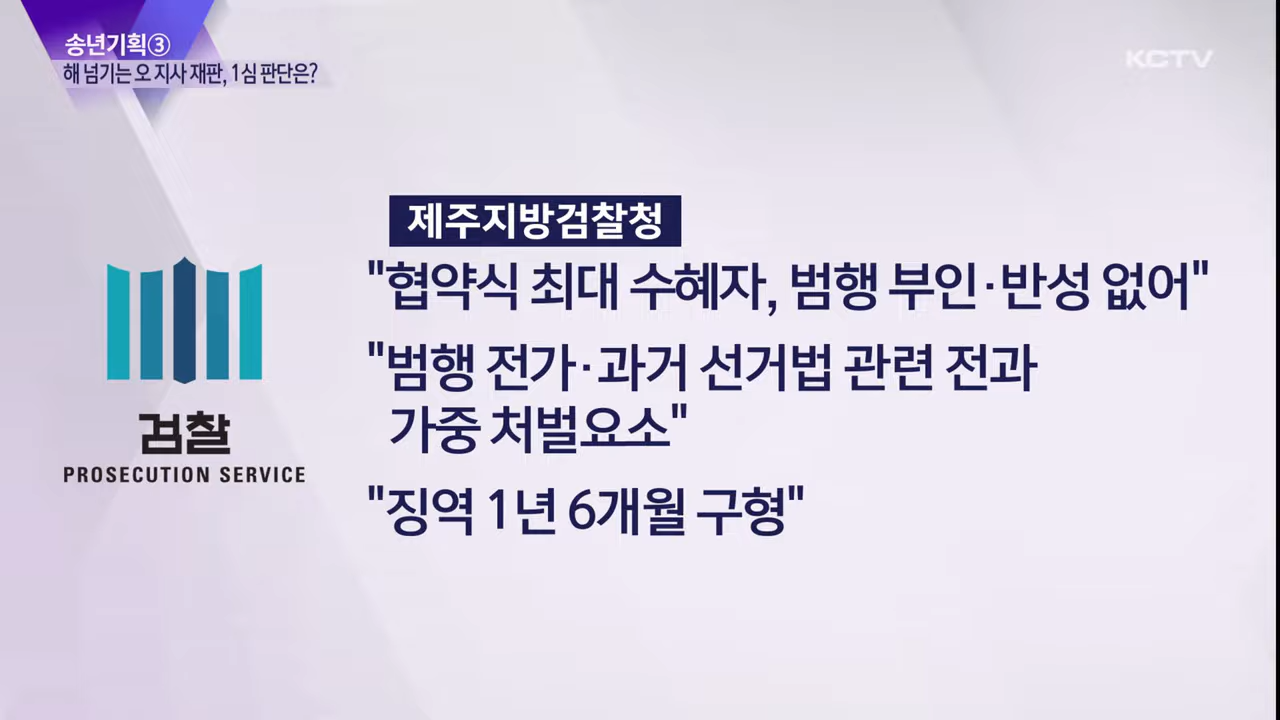 송년기획③
해 넘기는 오 지사 재판, 1심 판단은?
KCTV
제주지방검찰청
"협약식 최대 수혜자, 범행 부인·반성 없어"
"범행 전가·과거 선거법 관련 전과
가중 처벌요소"
"징역 1년 6개월 구형"
검찰
PROSECUTION SERVICE